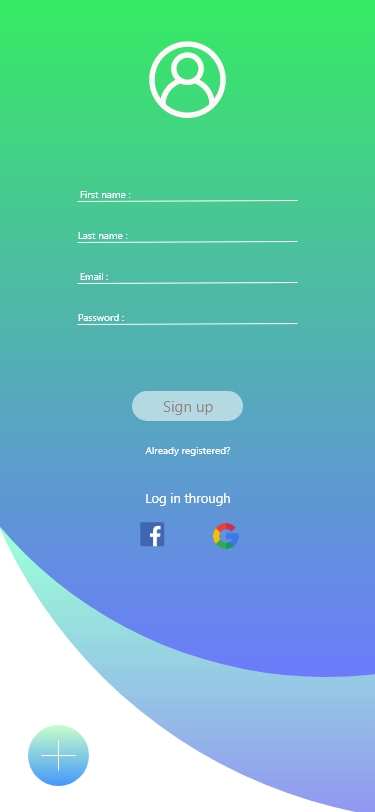 First name :
Last name :
Email :
Password :
Sign up
Already registered?
Log in through